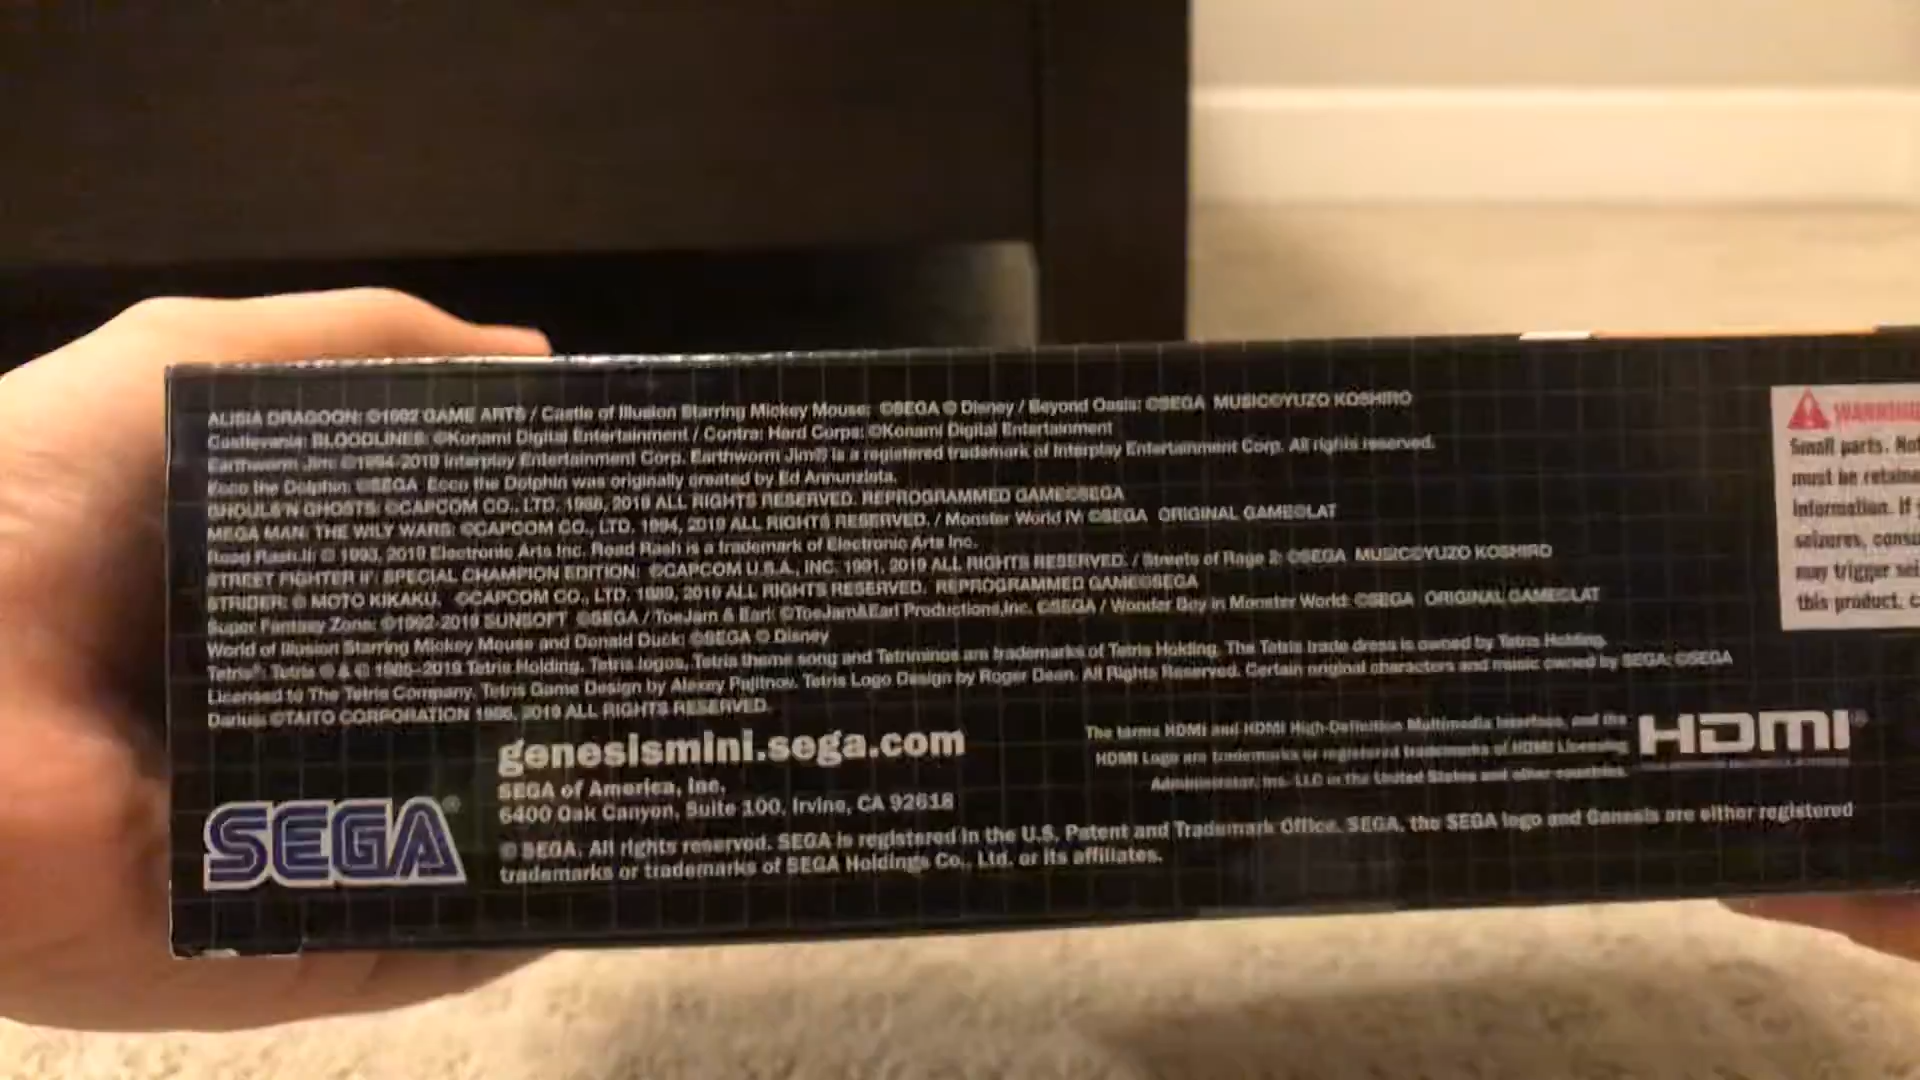 ALISIA DRAGOON: ©1992 GAME ARTS / Castle of Illusion Starring Mickey Mouse: ©SEGA © Disney / Beyond Oasis: ©SEGA MUSIC©YUZO KOSHIRO
Castlevania: BLOODLINES: ©Konami Digital Entertainment / Contra: Hard Corps: ©Konami Digital Entertainment
Earthworm Jim: ©1994-2019 Interplay Entertainment Corp. Earthworm Jim® is a registered trademark of Interplay Entertainment Corp. All rights reserved.
Ecco the Dolphin: ©SEGA Ecco the Dolphin was originally created by Ed Annunziata.
GHOULS'N GHOSTS: ©CAPCOM CO., LTD. 1988, 2019 ALL RIGHTS RESERVED. REPROGRAMMED GAME©SEGA
MEGA MAN: THE WILY WARS: ©CAPCOM CO., LTD. 1994, 2019 ALL RIGHTS RESERVED. / Monster World IV: ©SEGA ORIGINAL GAME©LAT
Road Rash II: © 1993, 2019 Electronic Arts Inc. Road Rash is a trademark of Electronic Arts Inc.
STREET FIGHTER II': SPECIAL CHAMPION EDITION: ©CAPCOM U.S.A., INC. 1991, 2019 ALL RIGHTS RESERVED. / Streets of Rage 2: ©SEGA MUSIC©YUZO KOSHIRO
STRIDER: © MOTO KIKAKU. ©CAPCOM CO., LTD. 1989, 2019 ALL RIGHTS RESERVED. REPROGRAMMED GAME©SEGA
Super Fantasy Zone: ©1992-2019 SUNSOFT ©SEGA / ToeJam & Earl: ©ToeJam&Earl Productions,Inc. ©SEGA / Wonder Boy in Monster World: ©SEGA ORIGINAL GAME©LAT
World of Illusion Starring Mickey Mouse and Donald Duck: ©SEGA © Disney
Tetris®: Tetris ® & © 1985-2019 Tetris Holding. Tetris logos, Tetris theme song and Tetriminos are trademarks of Tetris Holding. The Tetris trade dress is owned by Tetris Holding.
Licensed to The Tetris Company. Tetris Game Design by Alexey Pajitnov. Tetris Logo Design by Roger Dean. All Rights Reserved. Certain original characters and music owned by SEGA: ©SEGA
Darius: ©TAITO CORPORATION 1986, 2019 ALL RIGHTS RESERVED.
genesismini.sega.com
SEGA of America, Inc.
6400 Oak Canyon, Suite 100, Irvine, CA 92618
© SEGA. All rights reserved. SEGA is registered in the U.S. Patent and Trademark Office. SEGA, the SEGA logo and Genesis are either registered
trademarks or trademarks of SEGA Holdings Co., Ltd. or its affiliates.
SEGA®
The terms HDMI and HDMI High-Definition Multimedia Interface, and the
HDMI Logo are trademarks or registered trademarks of HDMI Licensing
Administrator, Inc. LLC in the United States and other countries.
HDMI®
WARNING
Small parts. Not
must be retaine
information. If
seizures, consu
may trigger sei
this product, c